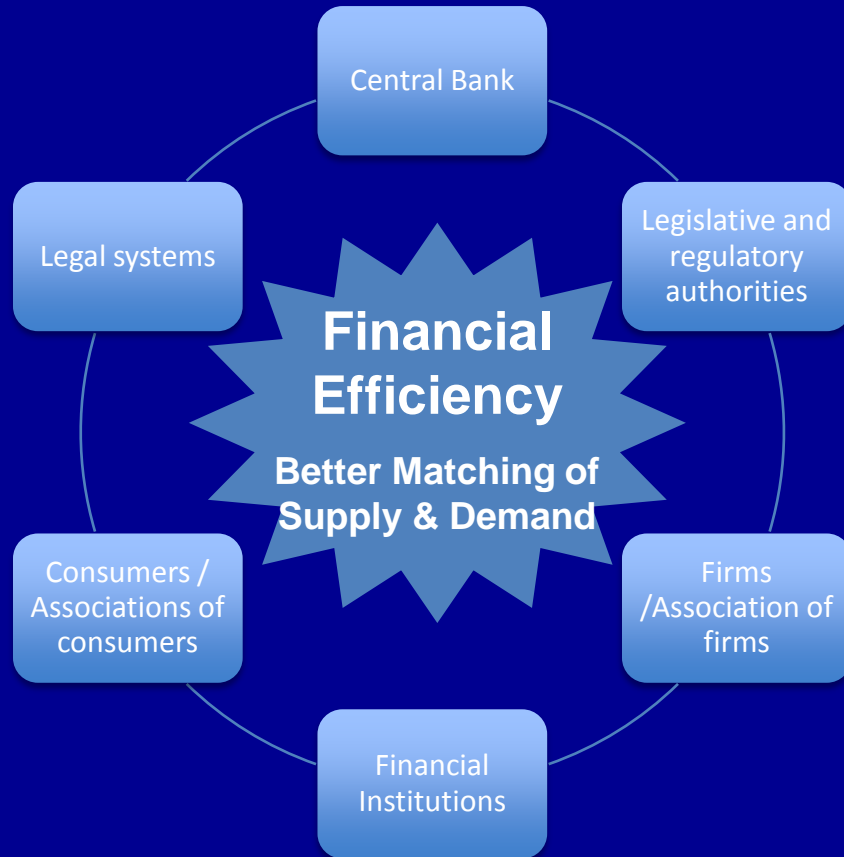 Central Bank
Legal systems
Legislative and
regulatory
authorities
Financial
Efficiency
Better Matching of
Supply & Demand
Consumers /
Associations of
consumers
Firms
/Association of
firms
Financial
Institutions